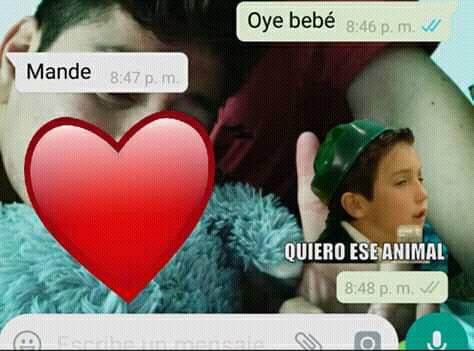 Oye bebé 8:46 p. m.
Mande 8:47 p. m.
QUIERO ESE ANIMAL
8:48 p. m.
Escribe un mensaje